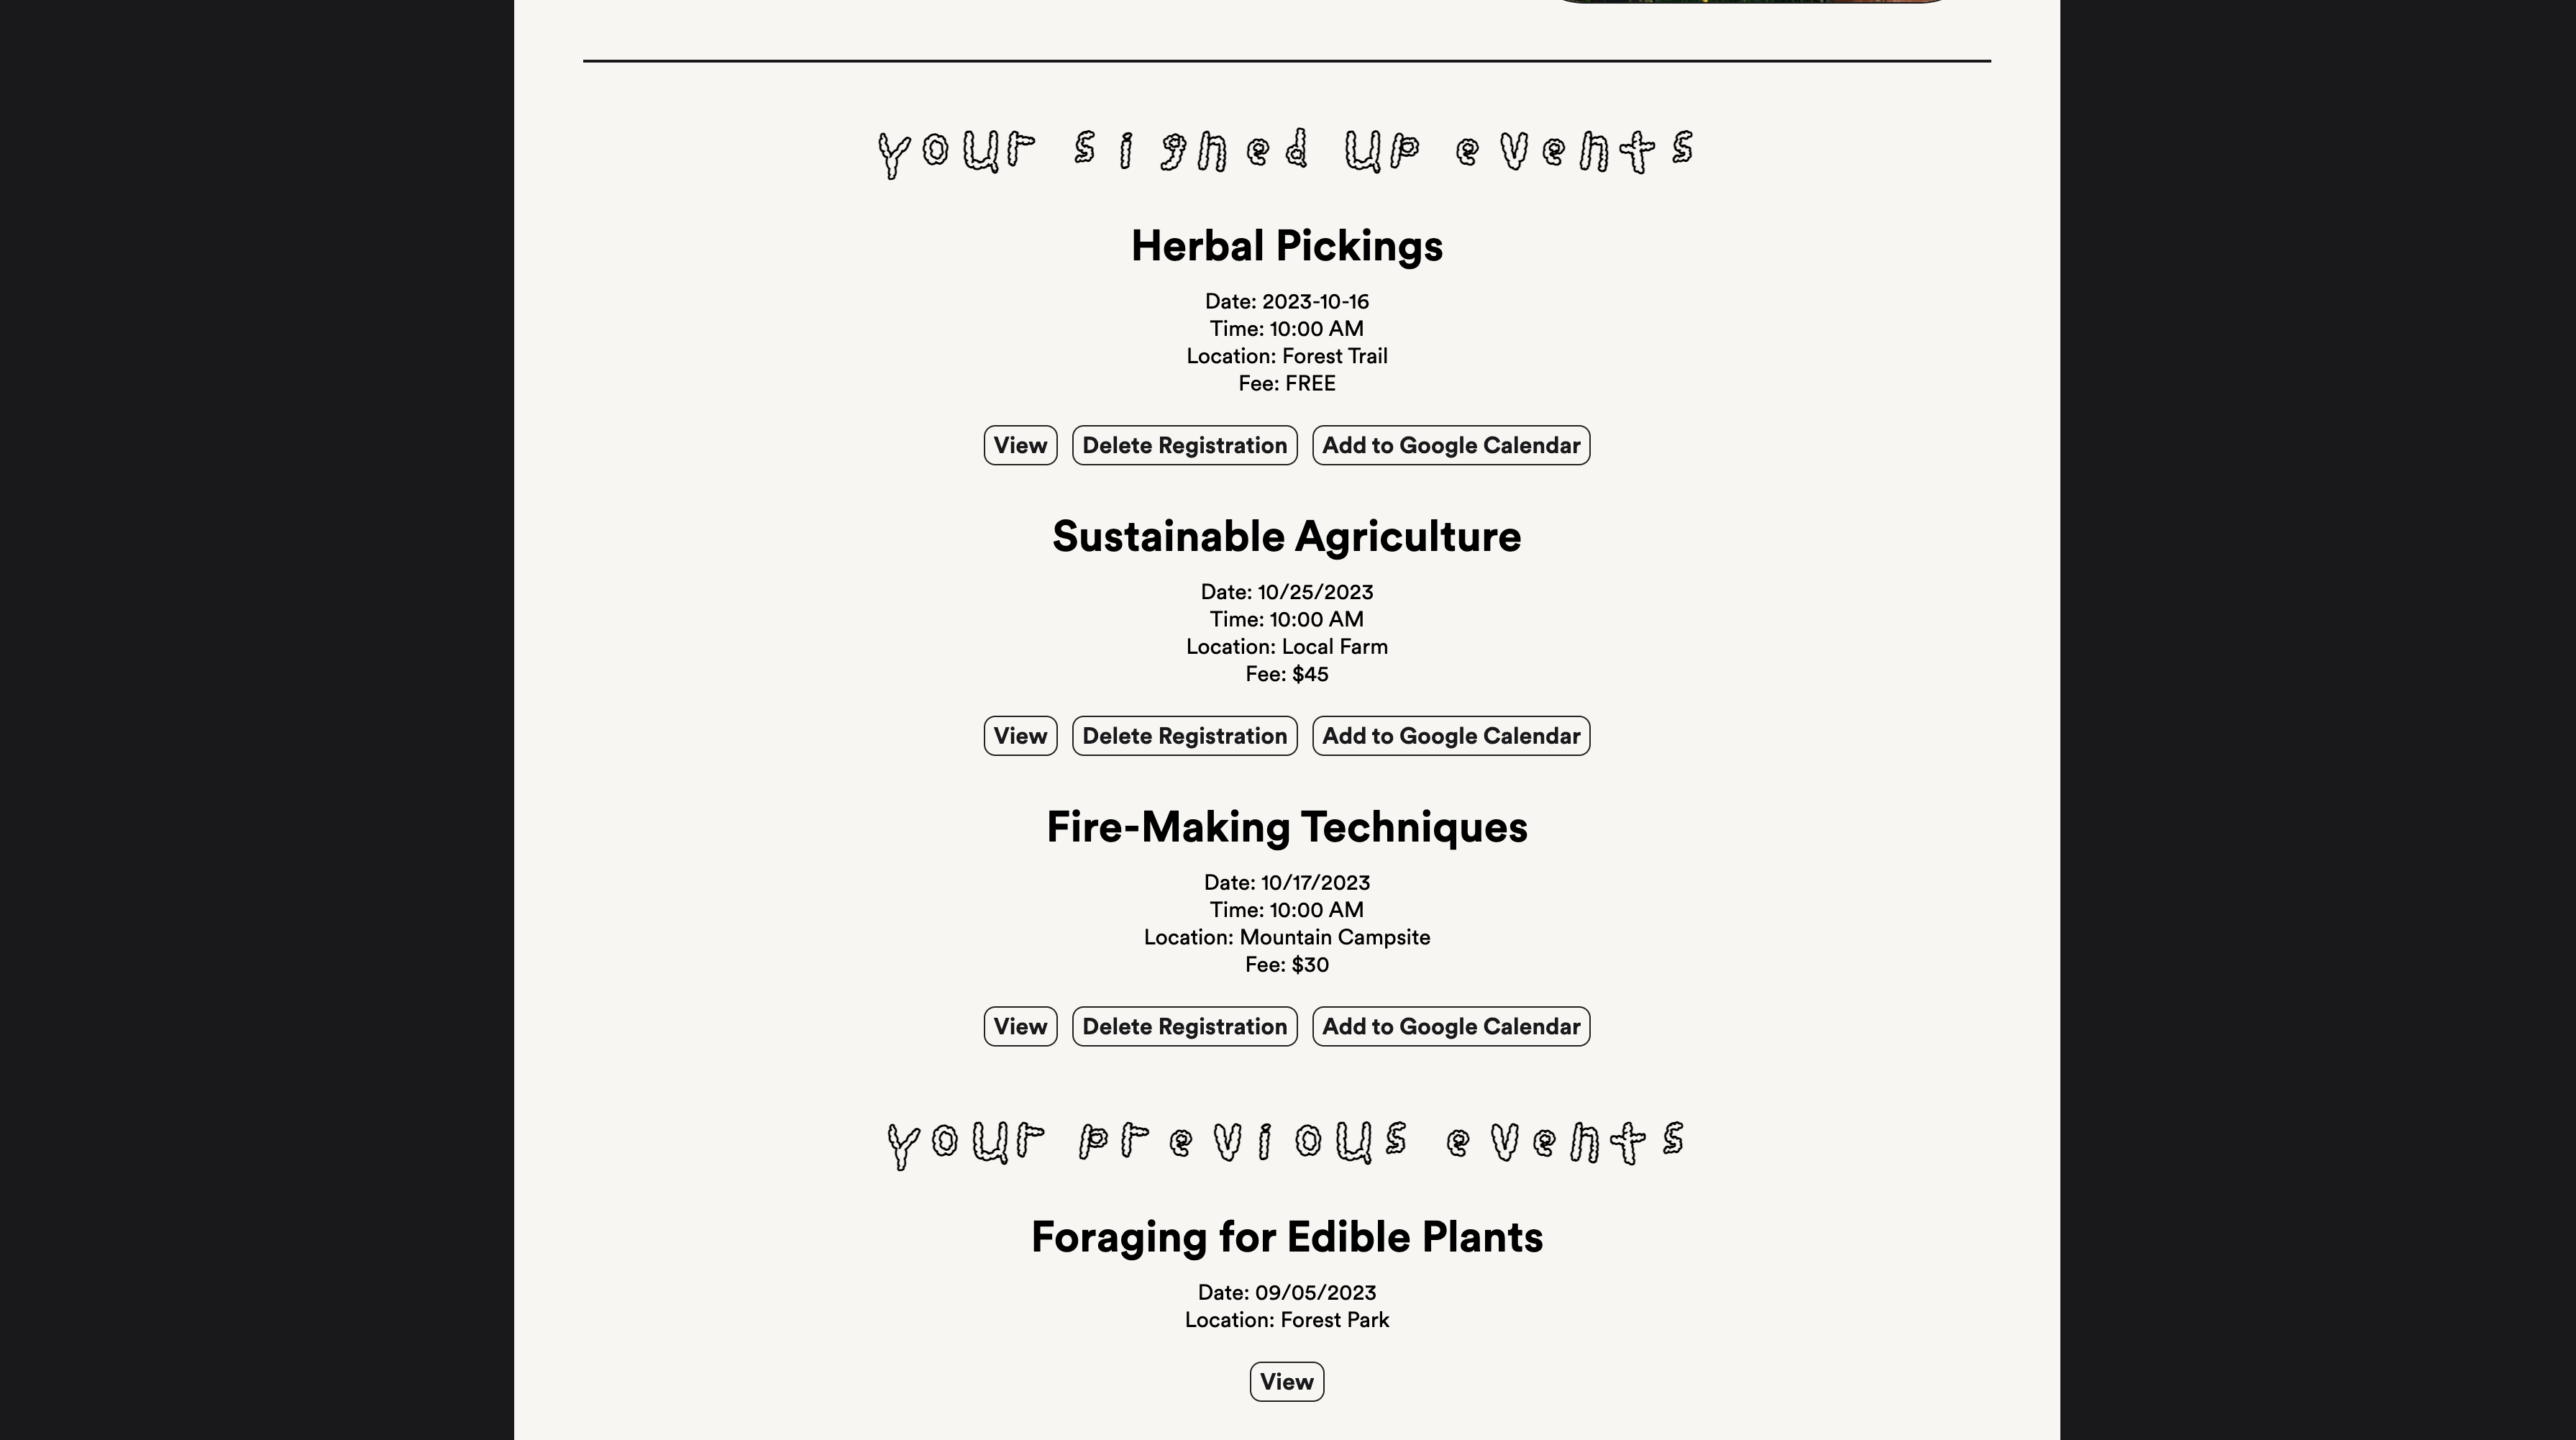 your signed up events
Herbal Pickings
Date: 2023-10-16
Time: 10:00 AM
Location: Forest Trail
Fee: FREE
View Delete Registration Add to Google Calendar
Sustainable Agriculture
Date: 10/25/2023
Time: 10:00 AM
Location: Local Farm
Fee: $45
View Delete Registration Add to Google Calendar
Fire-Making Techniques
Date: 10/17/2023
Time: 10:00 AM
Location: Mountain Campsite
Fee: $30
View Delete Registration Add to Google Calendar
your previous events
Foraging for Edible Plants
Date: 09/05/2023
Location: Forest Park
View